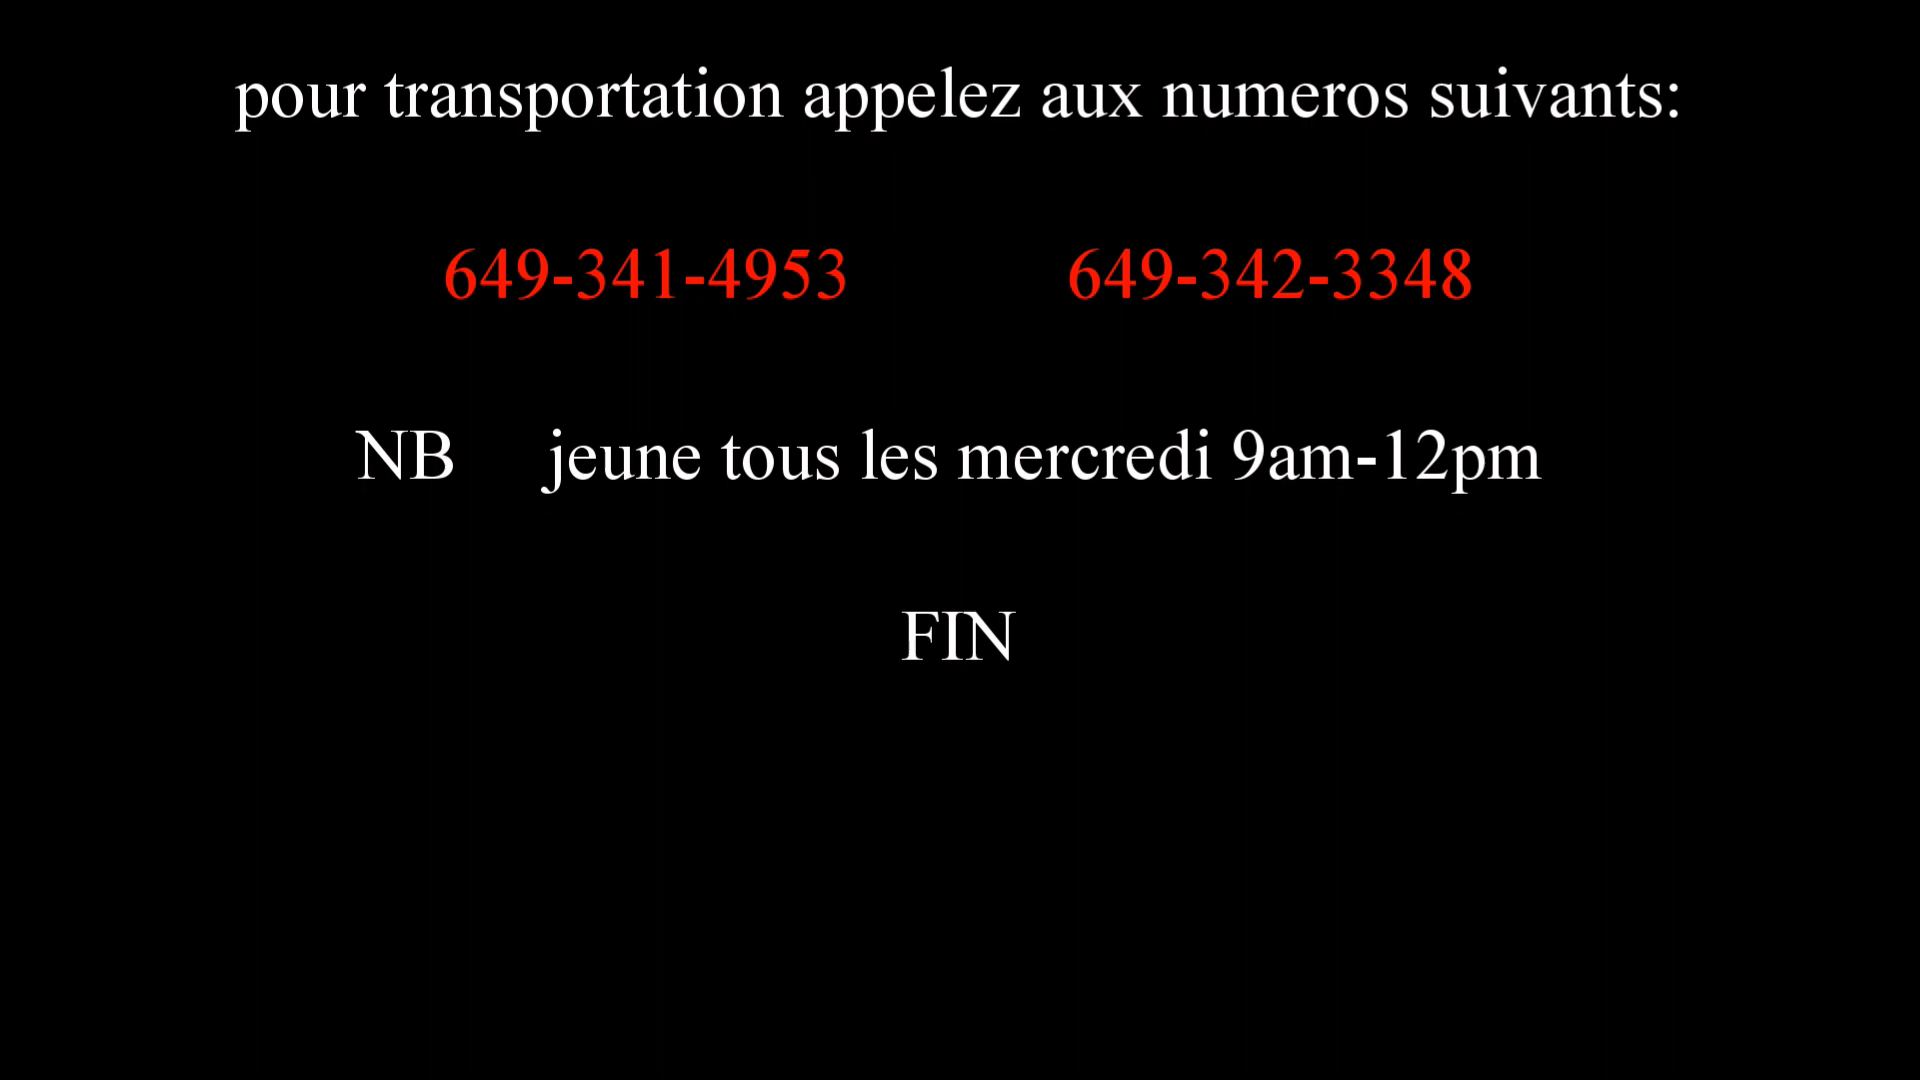 pour transportation appelez aux numeros suivants:
649-341-4953 649-342-3348
NB jeune tous les mercredi 9am-12pm
FIN